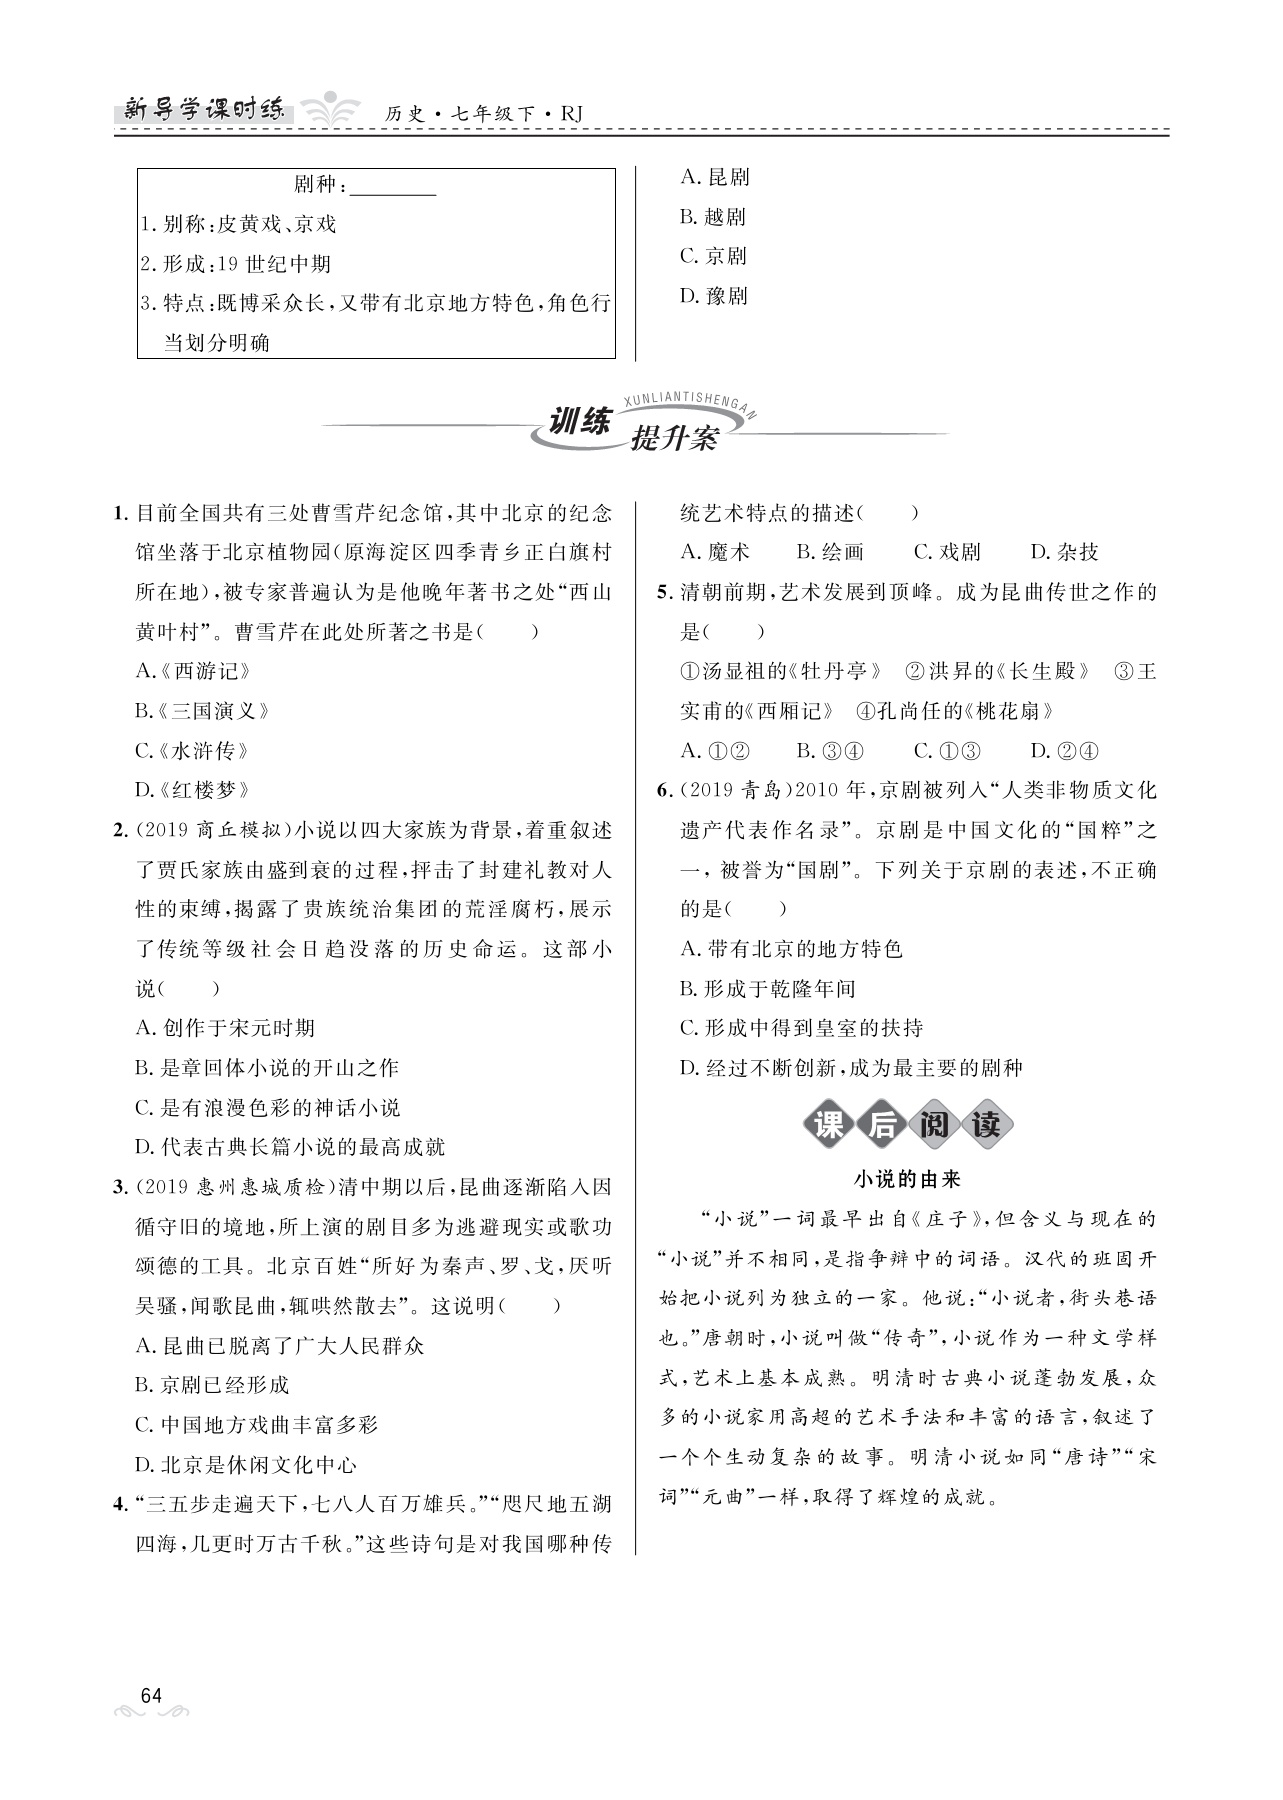 新导学课时练 历史·七年级下·RJ
剧种:________
1. 别称:皮黄戏、京戏
2. 形成:19 世纪中期
3. 特点:既博采众长,又带有北京地方特色,角色行
当划分明确
A. 昆剧
B. 越剧
C. 京剧
D. 豫剧
训练 提升案 XUNLIANTISHENGAN
1. 目前全国共有三处曹雪芹纪念馆,其中北京的纪念
馆坐落于北京植物园(原海淀区四季青乡正白旗村
所在地),被专家普遍认为是他晚年著书之处“西山
黄叶村”。曹雪芹在此处所著之书是(　　)
A.《西游记》
B.《三国演义》
C.《水浒传》
D.《红楼梦》
2. (2019 商丘模拟)小说以四大家族为背景,着重叙述
了贾氏家族由盛到衰的过程,抨击了封建礼教对人
性的束缚,揭露了贵族统治集团的荒淫腐朽,展示
了传统等级社会日趋没落的历史命运。这部小
说(　　)
A. 创作于宋元时期
B. 是章回体小说的开山之作
C. 是有浪漫色彩的神话小说
D. 代表古典长篇小说的最高成就
3. (2019 惠州惠城质检)清中期以后,昆曲逐渐陷入因
循守旧的境地,所上演的剧目多为逃避现实或歌功
颂德的工具。北京百姓“所好为秦声、罗、戈,厌听
吴骚,闻歌昆曲,辄哄然散去”。这说明(　　)
A. 昆曲已脱离了广大人民群众
B. 京剧已经形成
C. 中国地方戏曲丰富多彩
D. 北京是休闲文化中心
4. “三五步走遍天下,七八人百万雄兵。”“咫尺地五湖
四海,几更时万古千秋。”这些诗句是对我国哪种传
统艺术特点的描述(　　)
A. 魔术　B. 绘画　C. 戏剧　D. 杂技
5. 清朝前期,艺术发展到顶峰。成为昆曲传世之作的
是(　　)
①汤显祖的《牡丹亭》　②洪昇的《长生殿》　③王
实甫的《西厢记》　④孔尚任的《桃花扇》
A. ①②　B. ③④　C. ①③　D. ②④
6. (2019 青岛)2010 年,京剧被列入“人类非物质文化
遗产代表作名录”。京剧是中国文化的“国粹”之
一, 被誉为“国剧”。下列关于京剧的表述,不正确
的是(　　)
A. 带有北京的地方特色
B. 形成于乾隆年间
C. 形成中得到皇室的扶持
D. 经过不断创新,成为最主要的剧种
课后阅读
小说的由来
“小说”一词最早出自《庄子》,但含义与现在的
“小说”并不相同,是指争辩中的词语。汉代的班固开
始把小说列为独立的一家。他说:“小说者,街头巷语
也。”唐朝时,小说叫做“传奇”,小说作为一种文学样
式,艺术上基本成熟。明清时古典小说蓬勃发展,众
多的小说家用高超的艺术手法和丰富的语言,叙述了
一个个生动复杂的故事。明清小说如同“唐诗”“宋
词”“元曲”一样,取得了辉煌的成就。
64